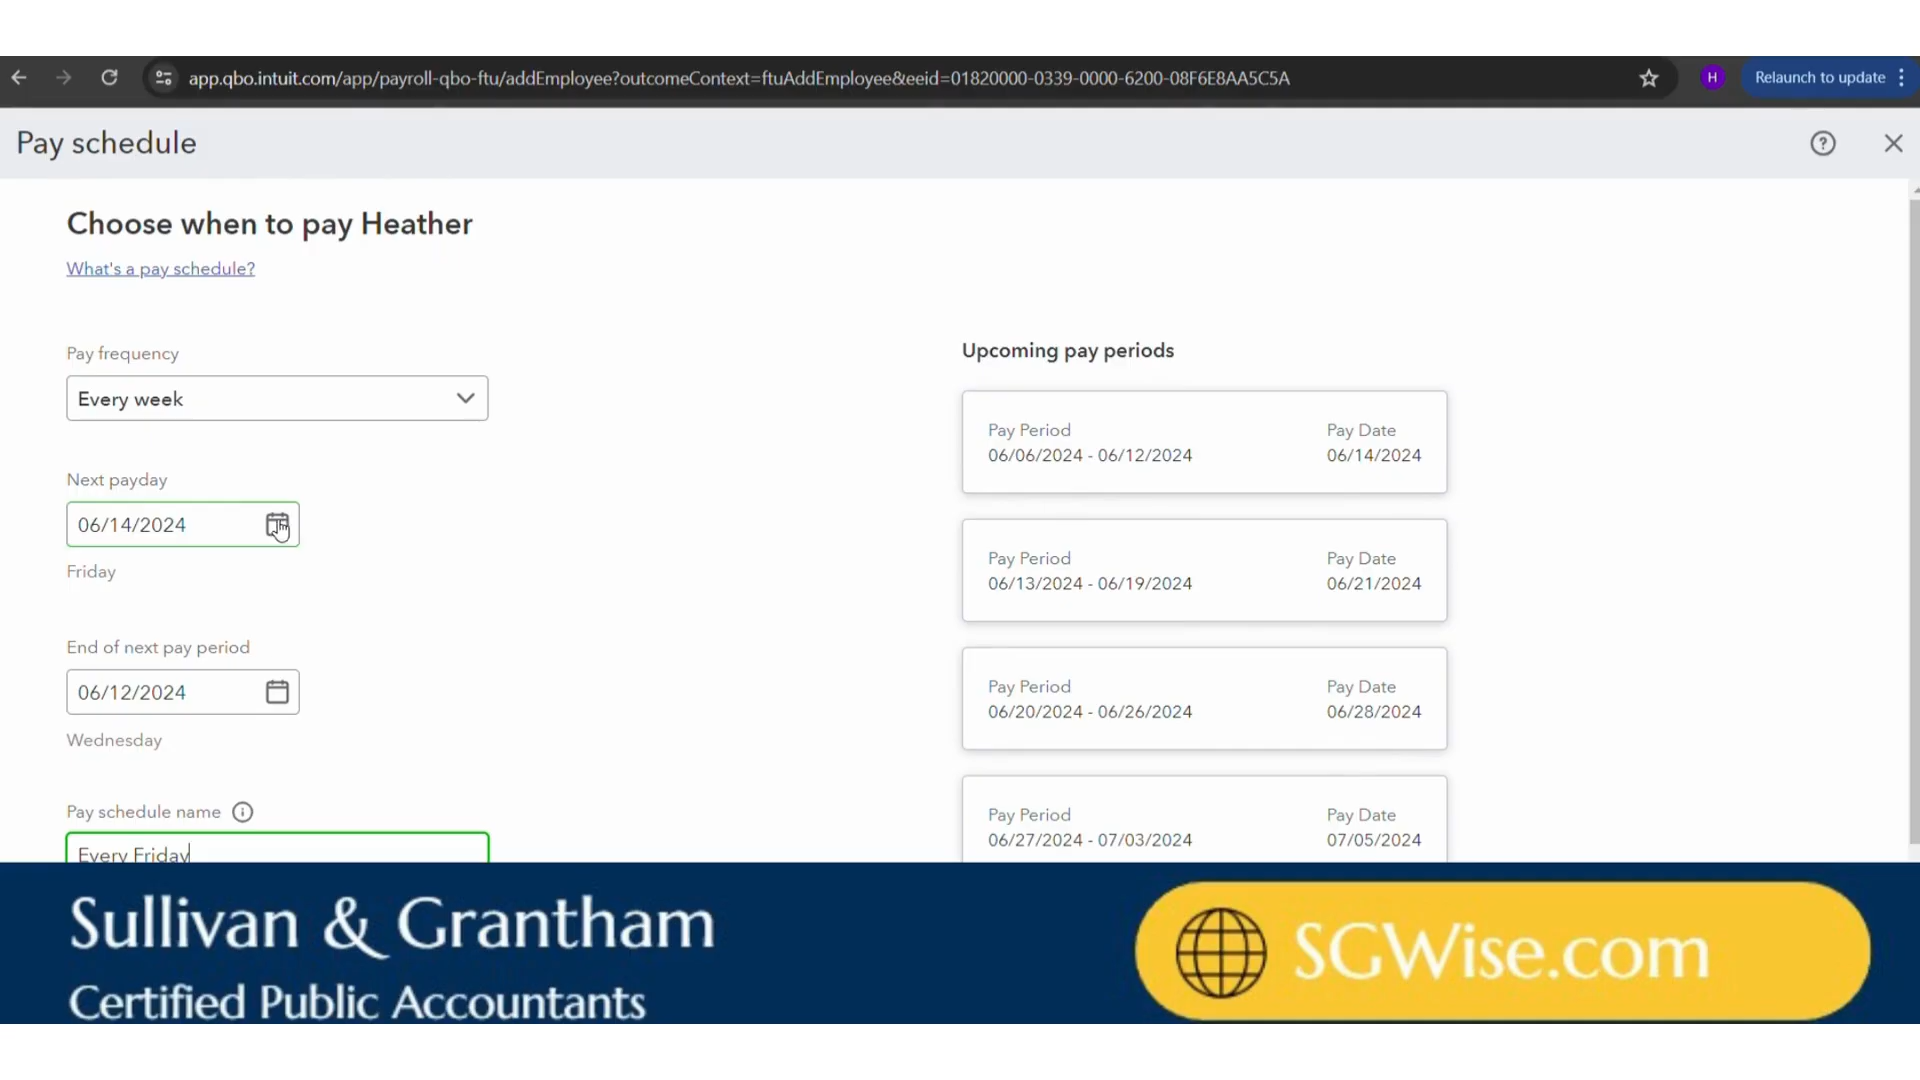 app.qbo.intuit.com/app/payroll-qbo-ftu/addEmployee?outcomeContext=ftuAddEmployee&eeid=01820000-0339-0000-6200-08F6E8AA5C5A
H
Relaunch to update
Pay schedule
Choose when to pay Heather
What's a pay schedule?
Pay frequency
Every week
Next payday
06/14/2024
Friday
End of next pay period
06/12/2024
Wednesday
Pay schedule name
Every Friday
Upcoming pay periods
Pay Period Pay Date
06/06/2024 - 06/12/2024 06/14/2024
Pay Period Pay Date
06/13/2024 - 06/19/2024 06/21/2024
Pay Period Pay Date
06/20/2024 - 06/26/2024 06/28/2024
Pay Period Pay Date
06/27/2024 - 07/03/2024 07/05/2024
Sullivan & Grantham
Certified Public Accountants
SGWise.com